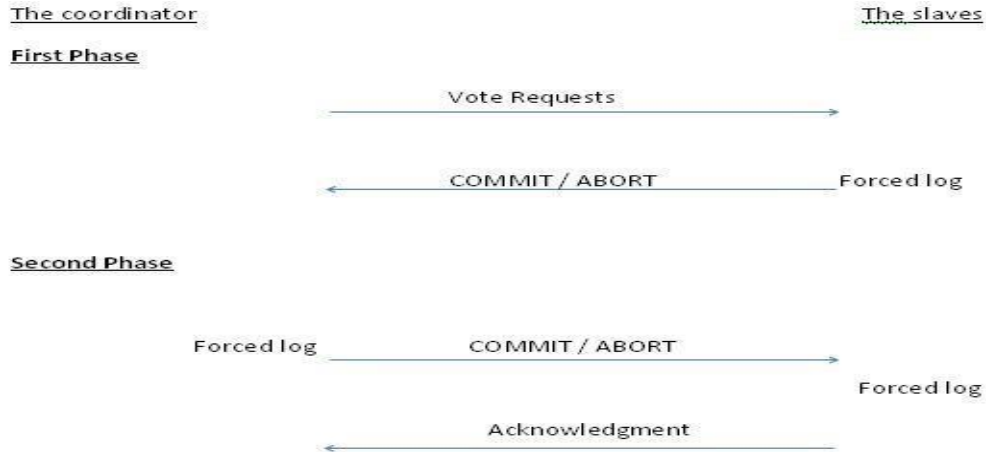 The coordinator The slaves
First Phase
Vote Requests
COMMIT / ABORT Forced log
Second Phase
Forced log COMMIT / ABORT
Forced log
Acknowledgment